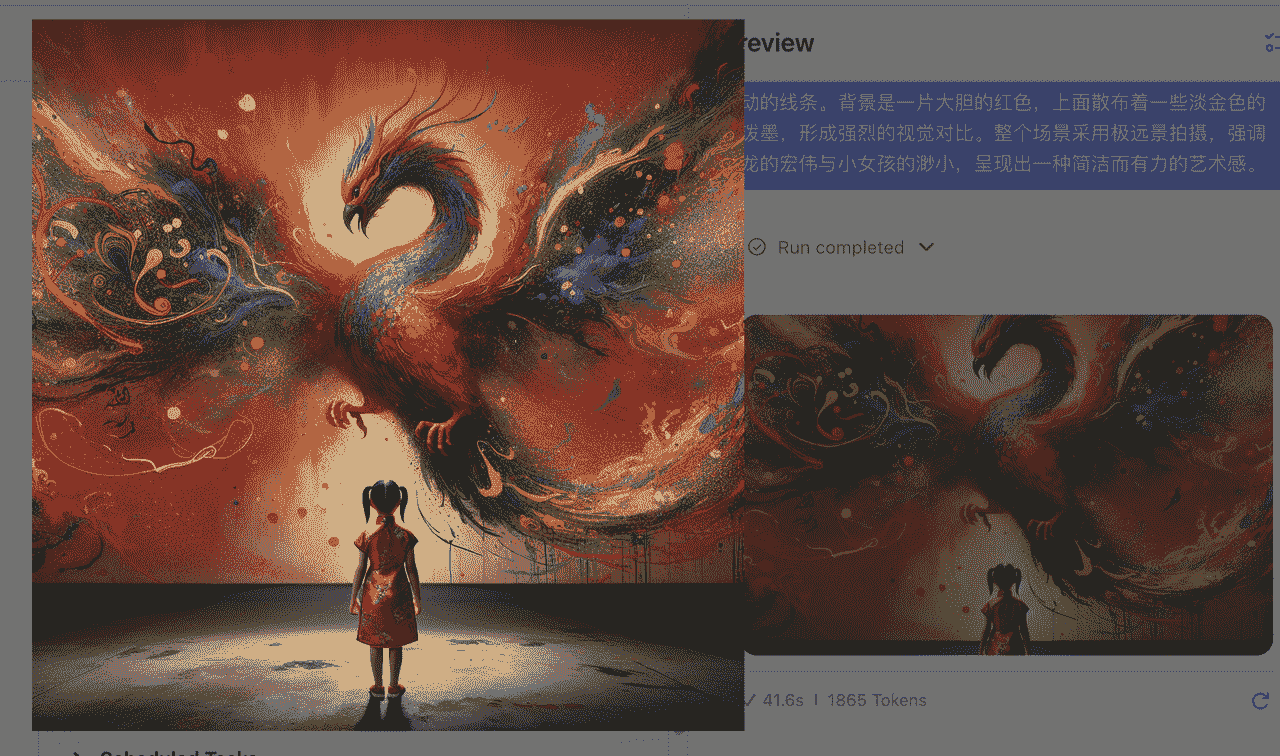 review
动的线条。背景是一片大胆的红色，上面散布着一些淡金色的
泼墨，形成强烈的视觉对比。整个场景采用极远景拍摄，强调
龙的宏伟与小女孩的渺小，呈现出一种简洁而有力的艺术感。
Run completed
41.6s | 1865 Tokens
Scheduled Tasks